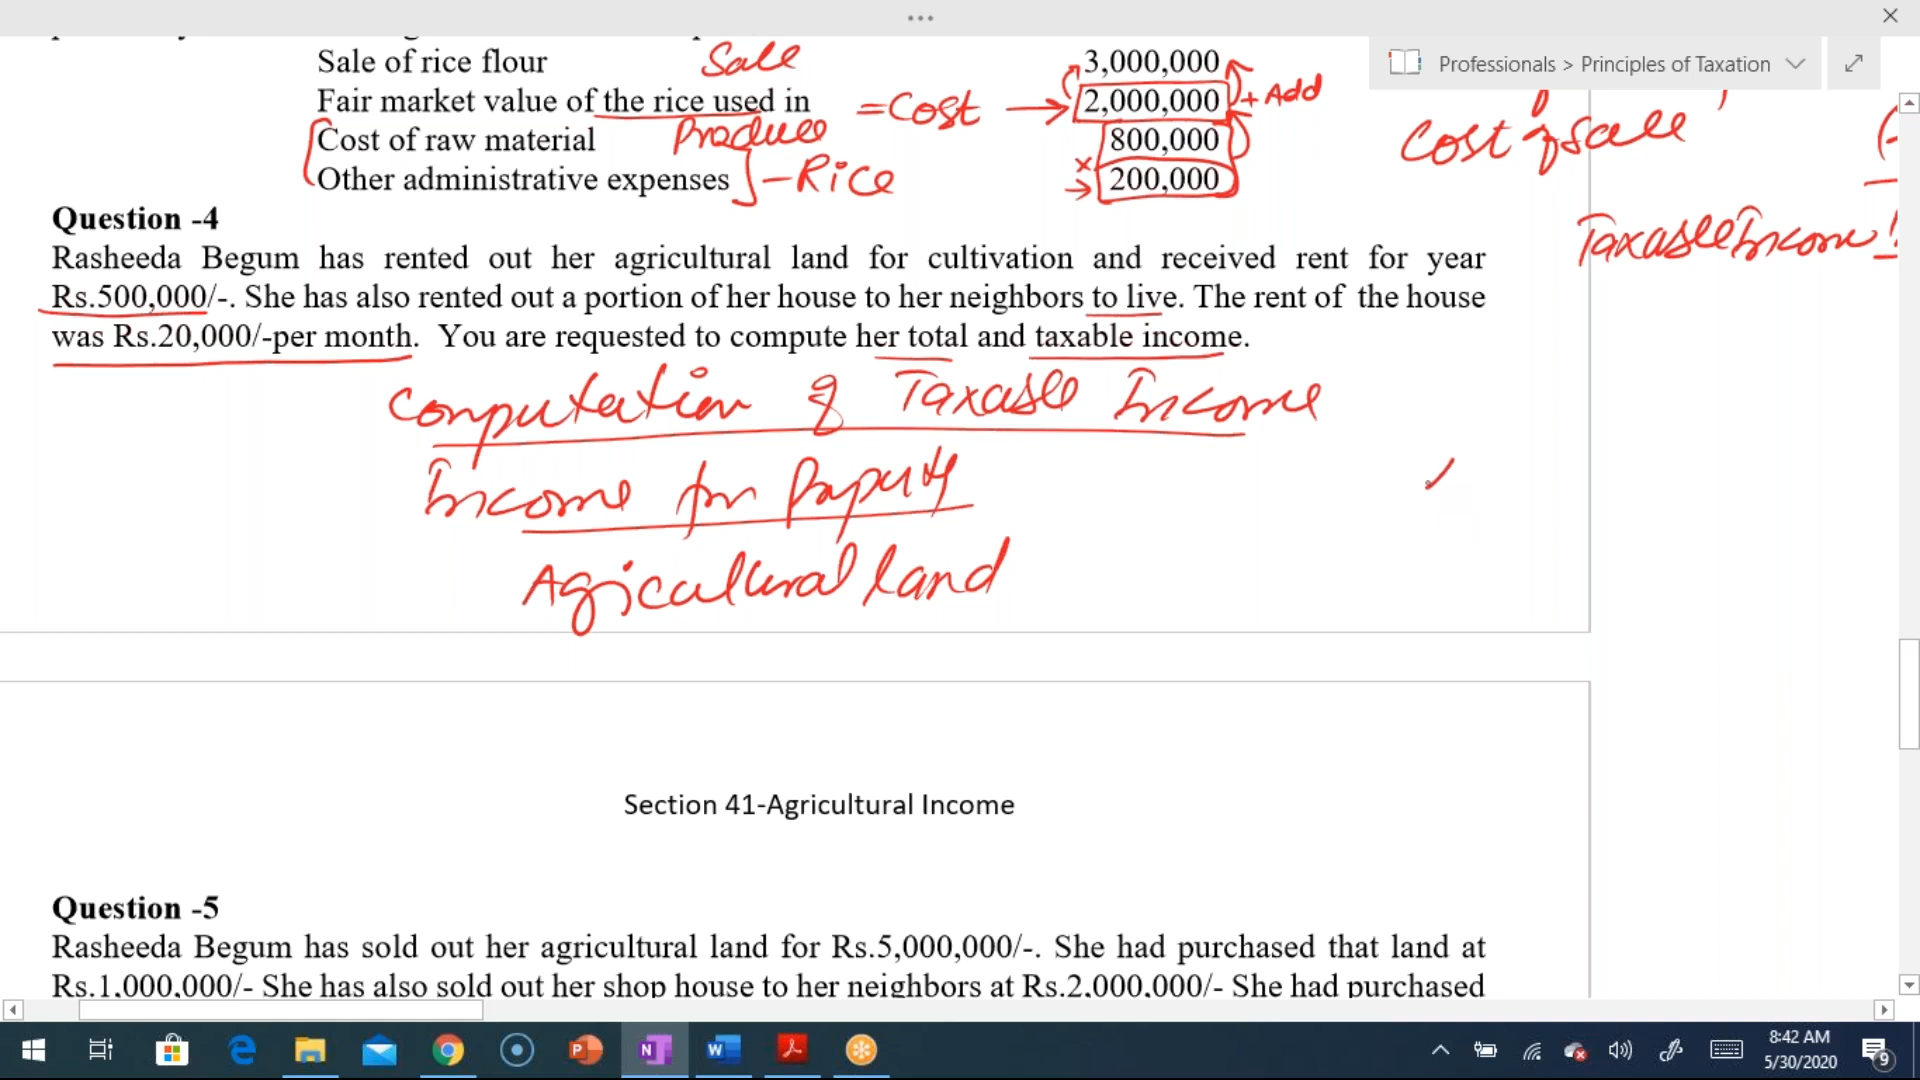 Sale of rice flour Sale 3,000,000
Professionals > Principles of Taxation
Fair market value of the rice used in =Cost 2,000,000 + Add
Cost of raw material Produce 800,000
Cost of Sale
Other administrative expenses - Rice × 200,000
Taxable Income
Question -4
Rasheeda Begum has rented out her agricultural land for cultivation and received rent for year
Rs.500,000/-. She has also rented out a portion of her house to her neighbors to live. The rent of the house
was Rs.20,000/-per month. You are requested to compute her total and taxable income.
Computation of Taxable Income
Income for Property
Agricultural land
Section 41-Agricultural Income
Question -5
Rasheeda Begum has sold out her agricultural land for Rs.5,000,000/-. She had purchased that land at
Rs.1,000,000/- She has also sold out her shop house to her neighbors at Rs.2,000,000/- She had purchased
8:42 AM
5/30/2020
9